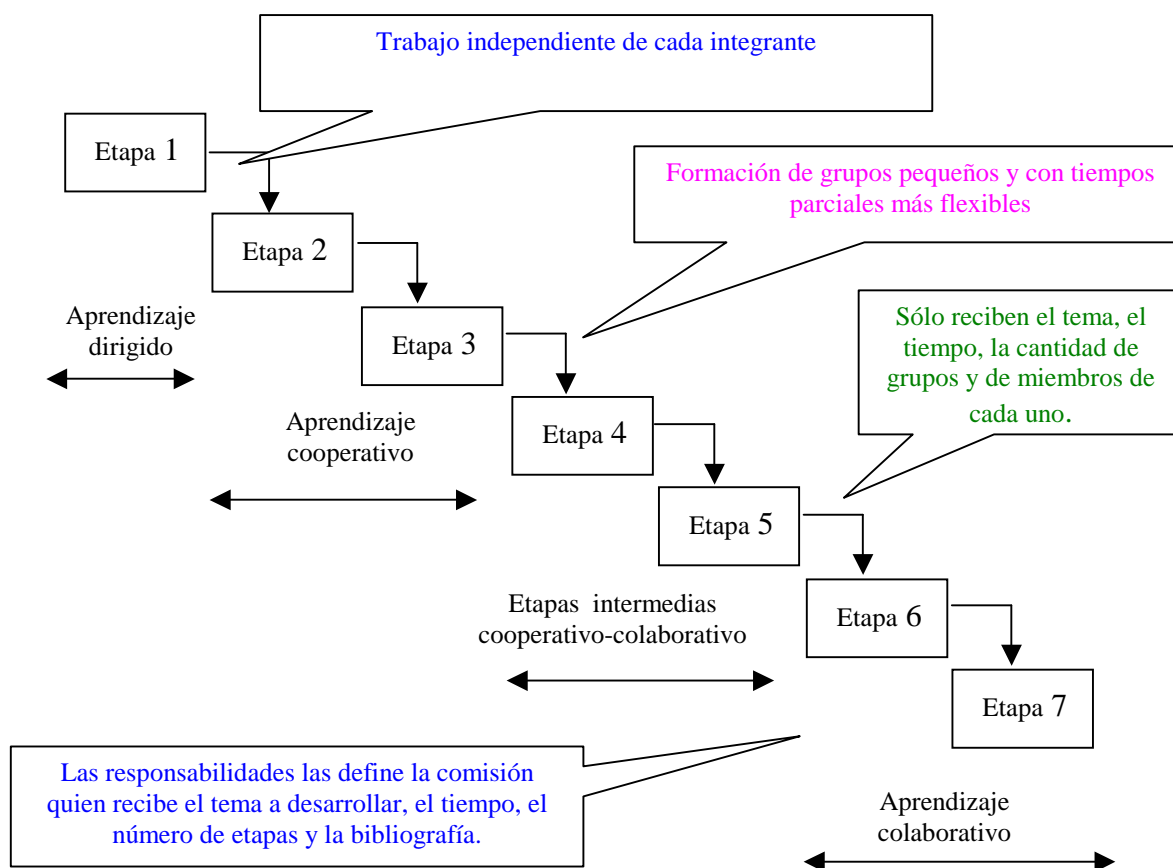 Trabajo independiente de cada integrante
Etapa 1
Formación de grupos pequeños y con tiempos
parciales más flexibles
Etapa 2
Aprendizaje
dirigido
Etapa 3
Sólo reciben el tema, el
tiempo, la cantidad de
grupos y de miembros de
cada uno.
Aprendizaje
cooperativo
Etapa 4
Etapa 5
Etapas intermedias
cooperativo-colaborativo
Etapa 6
Etapa 7
Las responsabilidades las define la comisión
quien recibe el tema a desarrollar, el tiempo, el
número de etapas y la bibliografía.
Aprendizaje
colaborativo